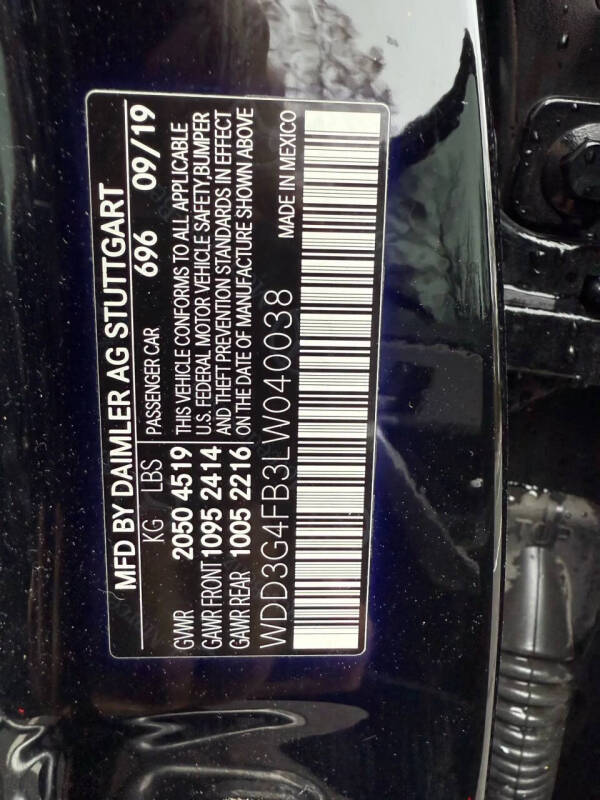 MFD BY DAIMLER AG STUTTGART
KG LBS PASSENGER CAR 696 09/19
GVWR 2050 4519 THIS VEHICLE CONFORMS TO ALL APPLICABLE
GAWR FRONT 1095 2414 U.S. FEDERAL MOTOR VEHICLE SAFETY, BUMPER
GAWR REAR 1005 2216 AND THEFT PREVENTION STANDARDS IN EFFECT
ON THE DATE OF MANUFACTURE SHOWN ABOVE
WDD3G4FB3LW040038 MADE IN MEXICO